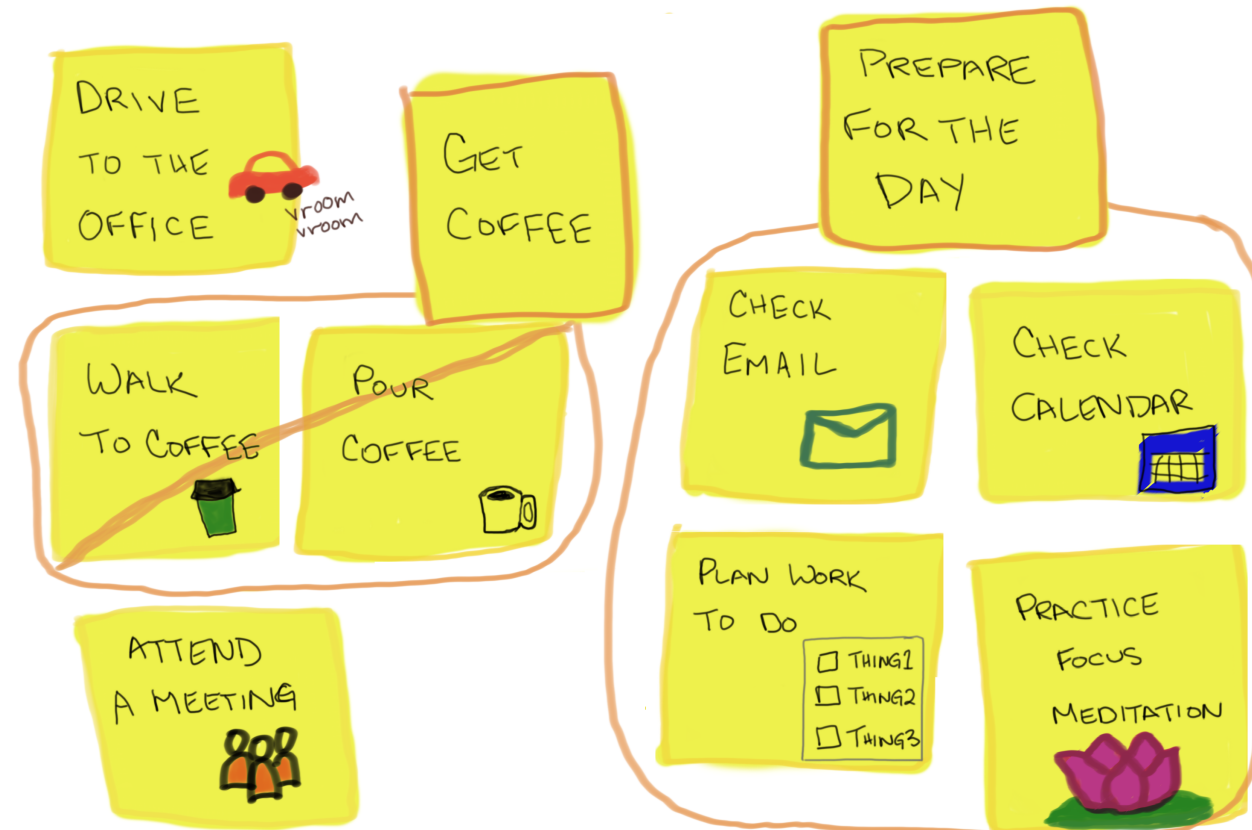 DRIVE
TO THE
OFFICE
vroom
vroom
GET
COFFEE
WALK
TO COFFEE
POUR
COFFEE
ATTEND
A MEETING
PREPARE
FOR THE
DAY
CHECK
EMAIL
CHECK
CALENDAR
PLAN WORK
TO DO
THING1
THING2
THING3
PRACTICE
FOCUS
MEDITATION